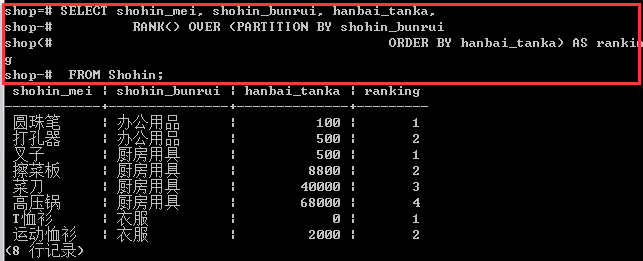 shop=# SELECT shohin_mei, shohin_bunrui, hanbai_tanka,
shop-# RANK() OVER (PARTITION BY shohin_bunrui
shop(# ORDER BY hanbai_tanka) AS rankin
g
shop-# FROM Shohin;
shohin_mei | shohin_bunrui | hanbai_tanka | ranking
------------+---------------+--------------+---------
圆珠笔 | 办公用品 | 100 | 1
打孔器 | 办公用品 | 500 | 2
叉子 | 厨房用具 | 500 | 1
擦菜板 | 厨房用具 | 8800 | 2
菜刀 | 厨房用具 | 40000 | 3
高压锅 | 厨房用具 | 68000 | 4
T恤衫 | 衣服 | 0 | 1
运动恤衫 | 衣服 | 2000 | 2
(8 行记录)